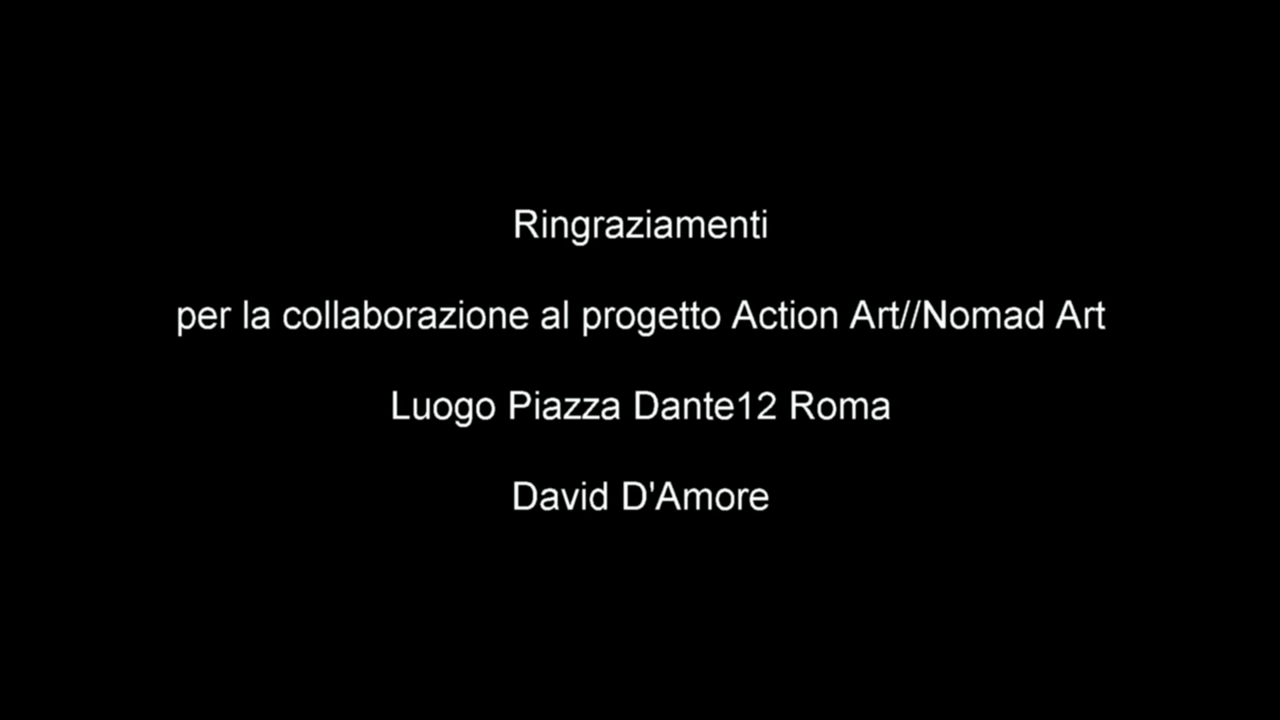 Ringraziamenti
per la collaborazione al progetto Action Art//Nomad Art
Luogo Piazza Dante12 Roma
David D'Amore